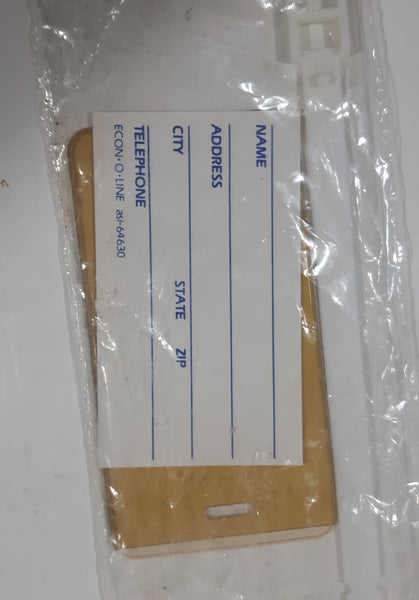 NAME
ADDRESS
CITY STATE ZIP
TELEPHONE
ECON·O·LINE asi-64630